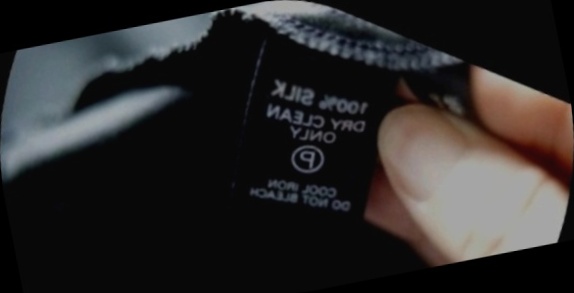 100% SILK
DRY CLEAN
ONLY
P
COOL IRON
DO NOT BLEACH